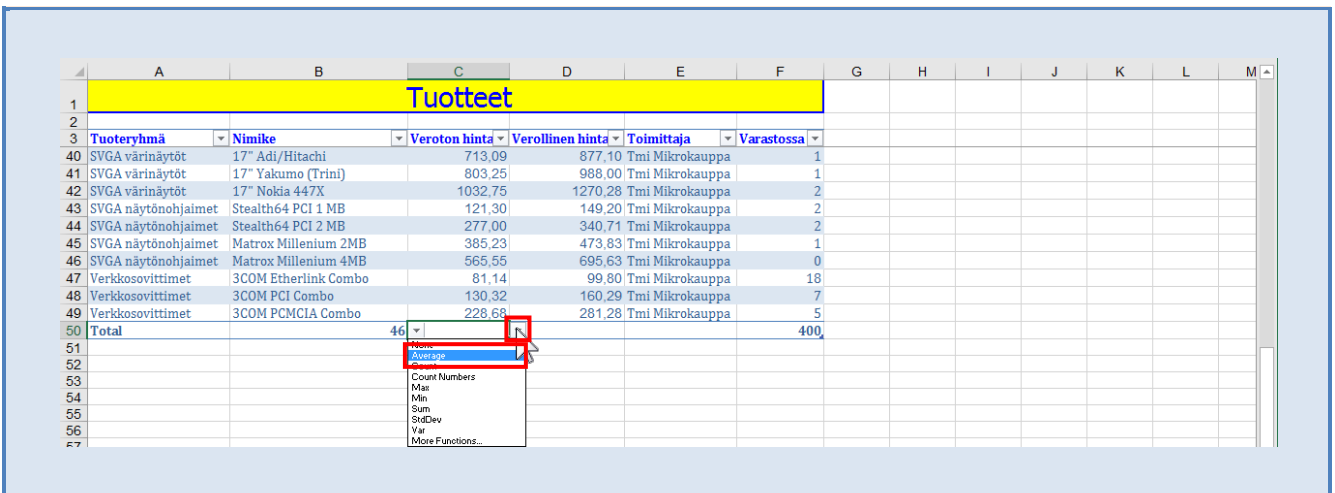 A B C D E F G H I J K L M
1 Tuotteet
2
3 Tuoteryhmä Nimike Veroton hinta Verollinen hinta Toimittaja Varastossa
40 SVGA värinäytöt 17" Adi/Hitachi 713,09 877,10 Tmi Mikrokauppa 1
41 SVGA värinäytöt 17" Yakumo (Trini) 803,25 988,00 Tmi Mikrokauppa 1
42 SVGA värinäytöt 17" Nokia 447X 1032,75 1270,28 Tmi Mikrokauppa 2
43 SVGA näytönohjaimet Stealth64 PCI 1 MB 121,30 149,20 Tmi Mikrokauppa 2
44 SVGA näytönohjaimet Stealth64 PCI 2 MB 277,00 340,71 Tmi Mikrokauppa 2
45 SVGA näytönohjaimet Matrox Millenium 2MB 385,23 473,83 Tmi Mikrokauppa 1
46 SVGA näytönohjaimet Matrox Millenium 4MB 565,55 695,63 Tmi Mikrokauppa 0
47 Verkkosovittimet 3COM Etherlink Combo 81,14 99,80 Tmi Mikrokauppa 18
48 Verkkosovittimet 3COM PCI Combo 130,32 160,29 Tmi Mikrokauppa 7
49 Verkkosovittimet 3COM PCMCIA Combo 228,68 281,28 Tmi Mikrokauppa 5
50 Total 46 400
51 None
52 Average
Count
53 Count Numbers
54 Max
Min
55 Sum
StdDev
56 Var
57 More Functions...